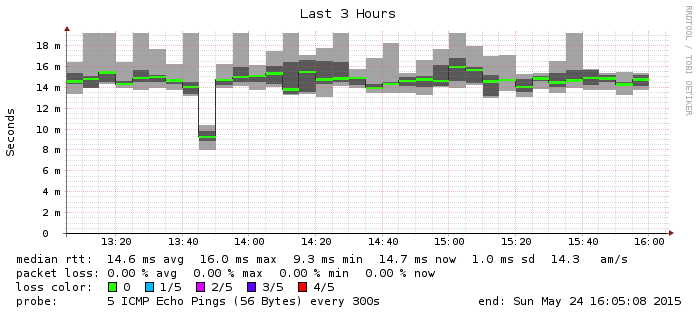 Last 3 Hours
RRDTOOL / TOBI OETIKER
Seconds
18 m
16 m
14 m
12 m
10 m
8 m
6 m
4 m
2 m
0
13:20 13:40 14:00 14:20 14:40 15:00 15:20 15:40 16:00
median rtt: 14.6 ms avg 16.0 ms max 9.3 ms min 14.7 ms now 1.0 ms sd 14.3 am/s
packet loss: 0.00 % avg 0.00 % max 0.00 % min 0.00 % now
loss color: 0 1/5 2/5 3/5 4/5
probe: 5 ICMP Echo Pings (56 Bytes) every 300s end: Sun May 24 16:05:08 2015